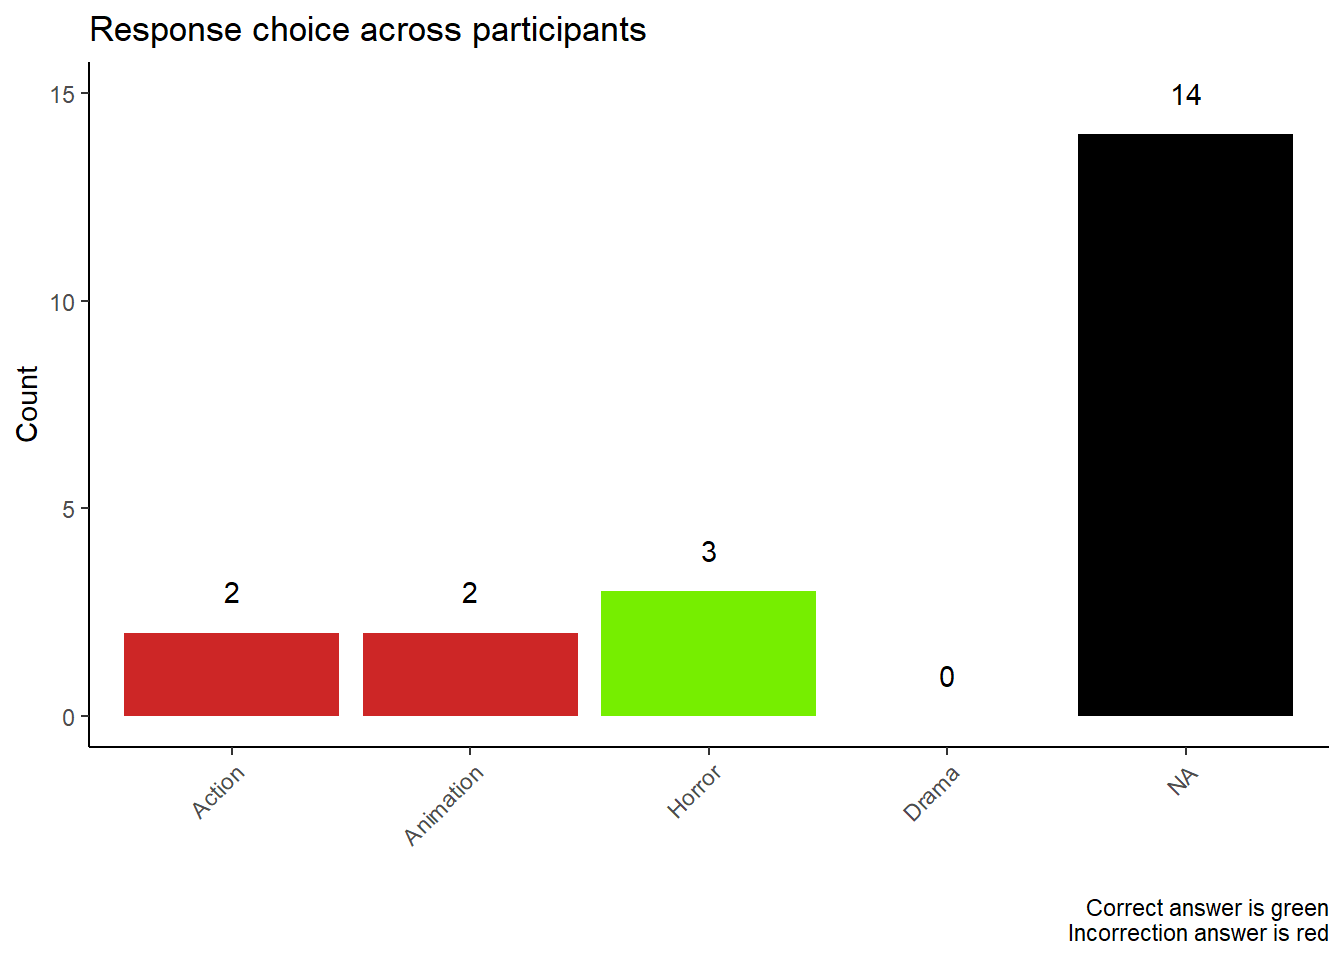 Response choice across participants
15
10
5
0
Count
2
2
3
0
14
Action
Animation
Horror
Drama
NA
Correct answer is green
Incorrection answer is red